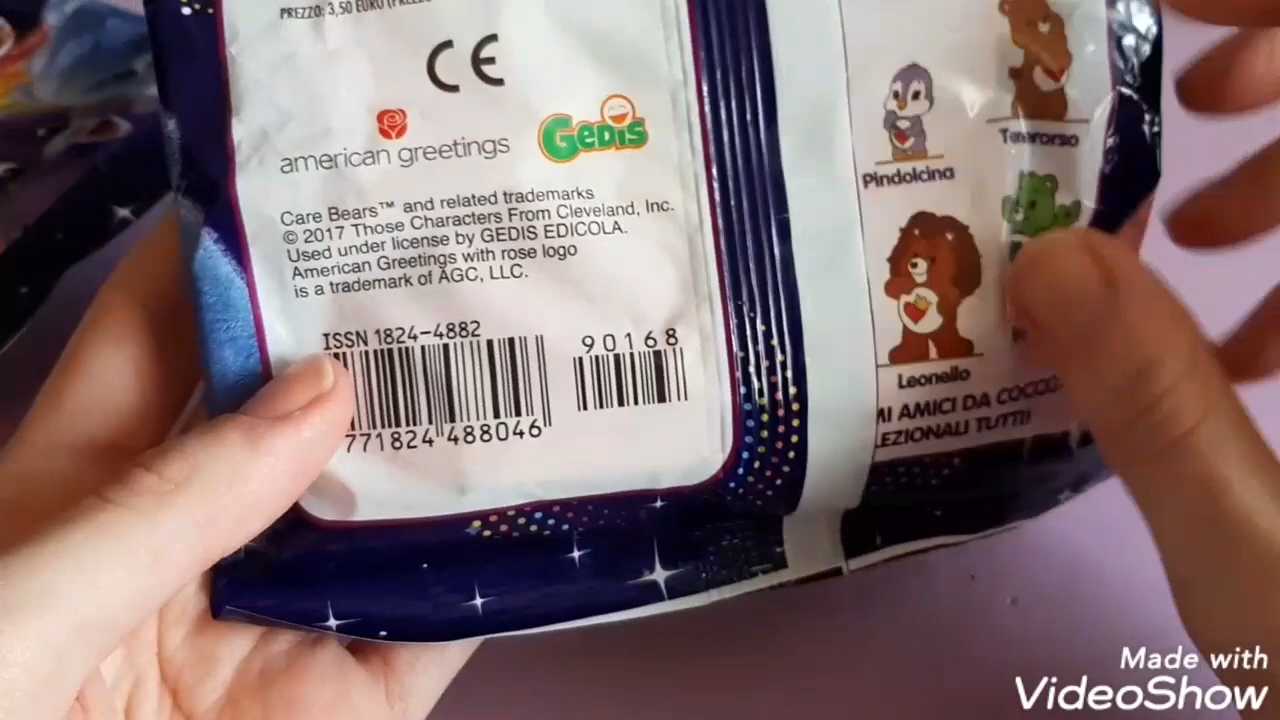 PREZZO: 3,50 EURO
CE
american greetings
GEDIS
Care Bears™ and related trademarks
© 2017 Those Characters From Cleveland, Inc.
Used under license by GEDIS EDICOLA.
American Greetings with rose logo
is a trademark of AGC, LLC.
ISSN 1824-4882
90168
771824 488046
Pindolcina
Tenerorso
Leonello
MI AMICI DA COCCO
LEZIONALI TUTTI!
Made with
VideoShow